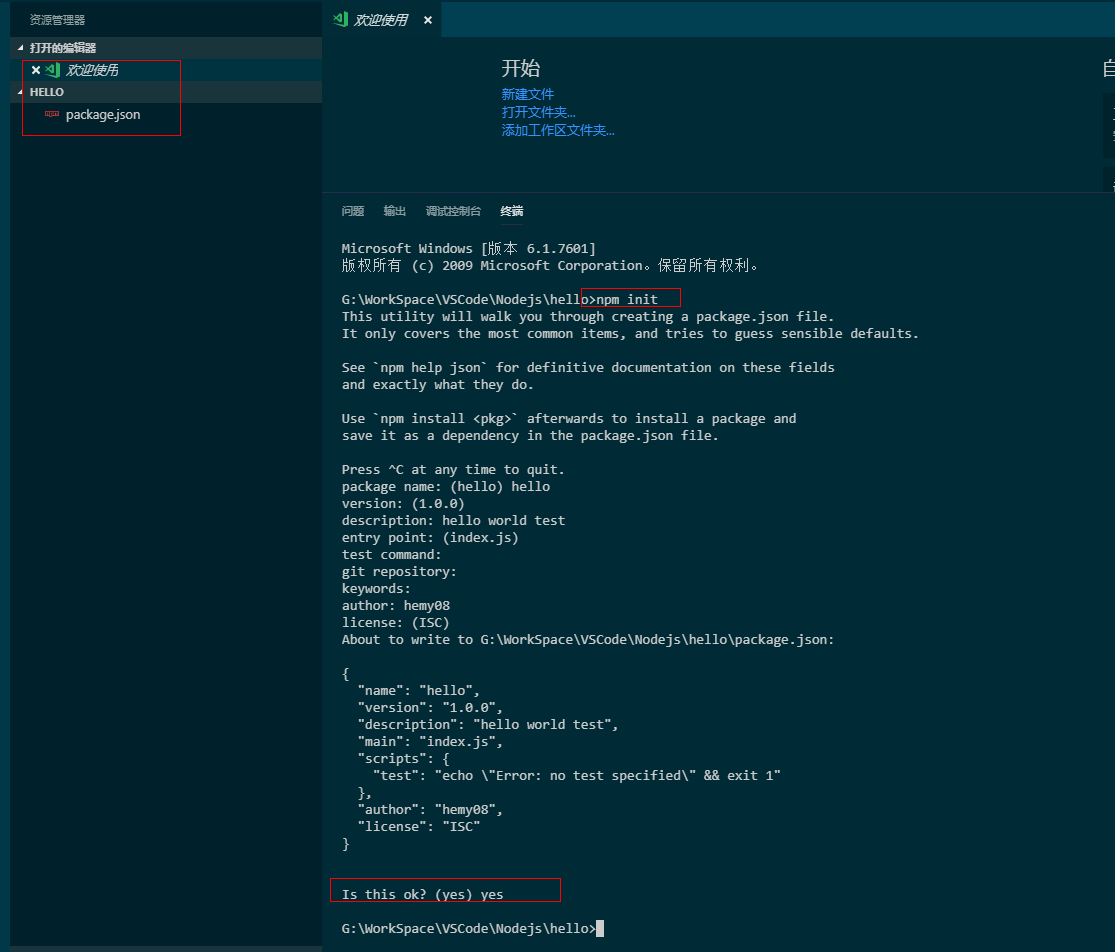 资源管理器
打开的编辑器
欢迎使用
HELLO
package.json
欢迎使用
开始
新建文件
打开文件夹...
添加工作区文件夹...
问题 输出 调试控制台 终端
Microsoft Windows [版本 6.1.7601]
版权所有 (c) 2009 Microsoft Corporation。保留所有权利。
G:\WorkSpace\VSCode\Nodejs\hello>npm init
This utility will walk you through creating a package.json file.
It only covers the most common items, and tries to guess sensible defaults.
See `npm help json` for definitive documentation on these fields
and exactly what they do.
Use `npm install <pkg>` afterwards to install a package and
save it as a dependency in the package.json file.
Press ^C at any time to quit.
package name: (hello) hello
version: (1.0.0)
description: hello world test
entry point: (index.js)
test command:
git repository:
keywords:
author: hemy08
license: (ISC)
About to write to G:\WorkSpace\VSCode\Nodejs\hello\package.json:
{
  "name": "hello",
  "version": "1.0.0",
  "description": "hello world test",
  "main": "index.js",
  "scripts": {
    "test": "echo \"Error: no test specified\" && exit 1"
  },
  "author": "hemy08",
  "license": "ISC"
}
Is this ok? (yes) yes
G:\WorkSpace\VSCode\Nodejs\hello>